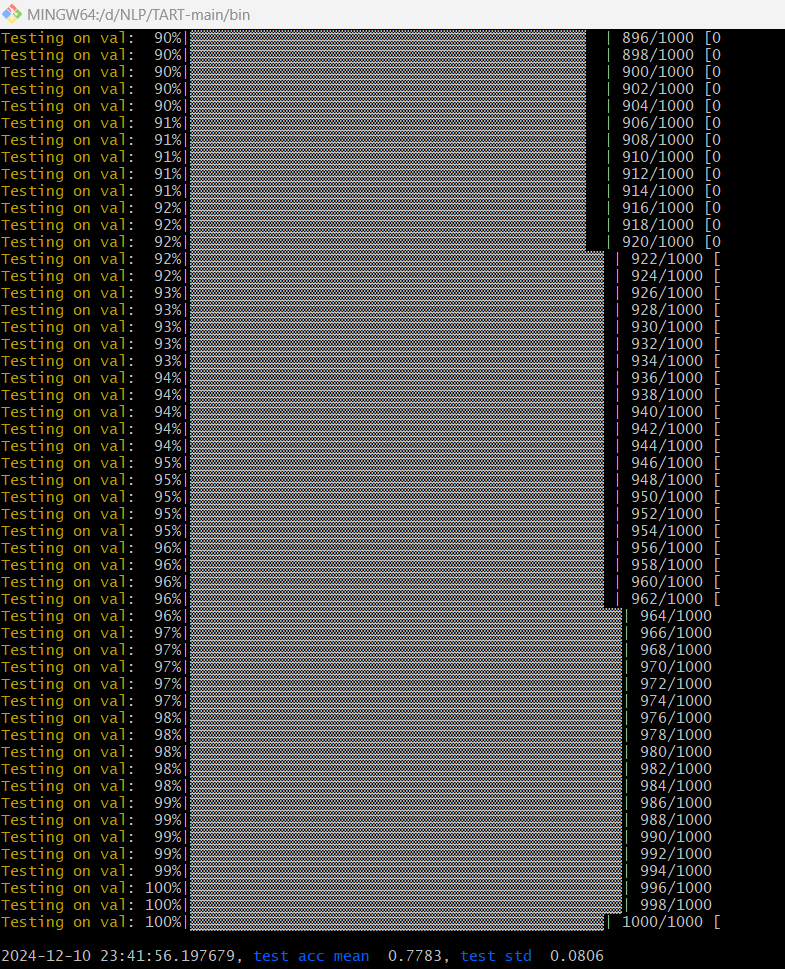 MINGW64:/d/NLP/TART-main/bin
Testing on val:  90%| | 896/1000 [0
Testing on val:  90%| | 898/1000 [0
Testing on val:  90%| | 900/1000 [0
Testing on val:  90%| | 902/1000 [0
Testing on val:  90%| | 904/1000 [0
Testing on val:  91%| | 906/1000 [0
Testing on val:  91%| | 908/1000 [0
Testing on val:  91%| | 910/1000 [0
Testing on val:  91%| | 912/1000 [0
Testing on val:  91%| | 914/1000 [0
Testing on val:  92%| | 916/1000 [0
Testing on val:  92%| | 918/1000 [0
Testing on val:  92%| | 920/1000 [0
Testing on val:  92%| | 922/1000 [
Testing on val:  92%| | 924/1000 [
Testing on val:  93%| | 926/1000 [
Testing on val:  93%| | 928/1000 [
Testing on val:  93%| | 930/1000 [
Testing on val:  93%| | 932/1000 [
Testing on val:  93%| | 934/1000 [
Testing on val:  94%| | 936/1000 [
Testing on val:  94%| | 938/1000 [
Testing on val:  94%| | 940/1000 [
Testing on val:  94%| | 942/1000 [
Testing on val:  94%| | 944/1000 [
Testing on val:  95%| | 946/1000 [
Testing on val:  95%| | 948/1000 [
Testing on val:  95%| | 950/1000 [
Testing on val:  95%| | 952/1000 [
Testing on val:  95%| | 954/1000 [
Testing on val:  96%| | 956/1000 [
Testing on val:  96%| | 958/1000 [
Testing on val:  96%| | 960/1000 [
Testing on val:  96%| | 962/1000 [
Testing on val:  96%| | 964/1000
Testing on val:  97%| | 966/1000
Testing on val:  97%| | 968/1000
Testing on val:  97%| | 970/1000
Testing on val:  97%| | 972/1000
Testing on val:  97%| | 974/1000
Testing on val:  98%| | 976/1000
Testing on val:  98%| | 978/1000
Testing on val:  98%| | 980/1000
Testing on val:  98%| | 982/1000
Testing on val:  98%| | 984/1000
Testing on val:  99%| | 986/1000
Testing on val:  99%| | 988/1000
Testing on val:  99%| | 990/1000
Testing on val:  99%| | 992/1000
Testing on val:  99%| | 994/1000
Testing on val: 100%| | 996/1000
Testing on val: 100%| | 998/1000
Testing on val: 100%| | 1000/1000 [
2024-12-10 23:41:56.197679, test acc mean  0.7783, test std  0.0806